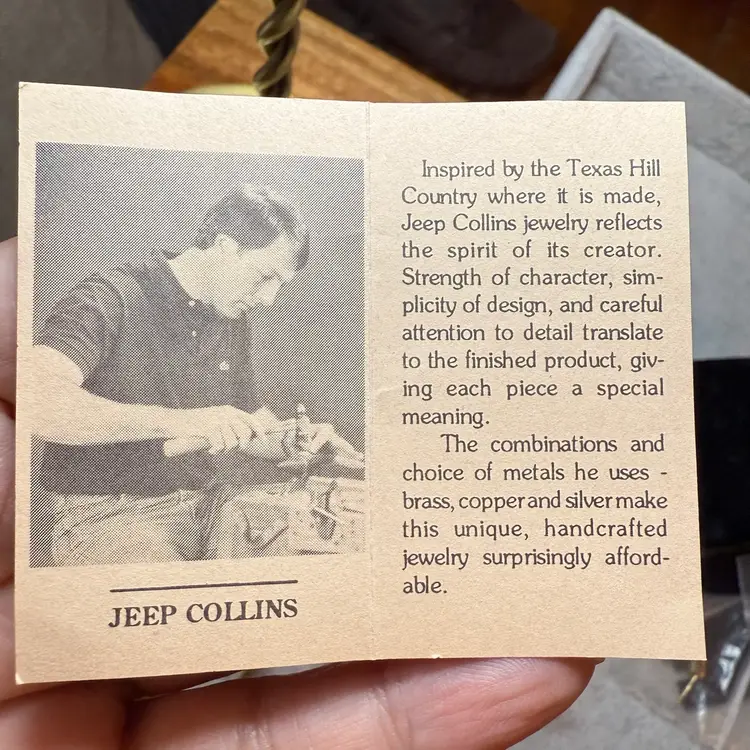 JEEP COLLINS
Inspired by the Texas Hill
Country where it is made,
Jeep Collins jewelry reflects
the spirit of its creator.
Strength of character, sim-
plicity of design, and careful
attention to detail translate
to the finished product, giv-
ing each piece a special
meaning.
The combinations and
choice of metals he uses -
brass, copper and silver make
this unique, handcrafted
jewelry surprisingly afford-
able.